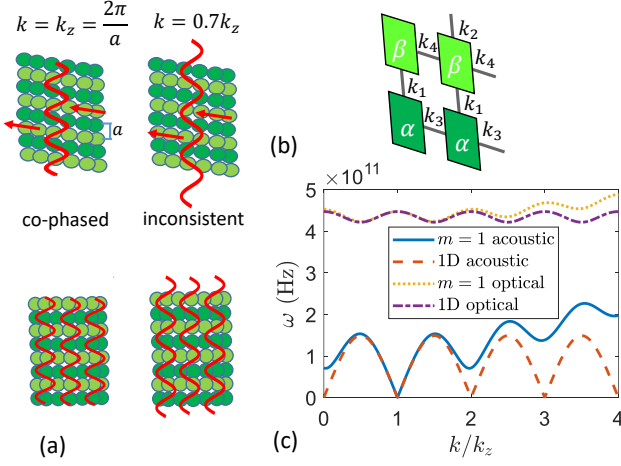 k = k_z = 2π/a
k = 0.7k_z
a
co-phased
inconsistent
(a)
k_2
β k_4 β k_4
k_1 k_1
α k_3 α k_3
(b)
×10^11
5
4
3
2
1
0
ω (Hz)
m = 1 acoustic
1D acoustic
m = 1 optical
1D optical
0 1 2 3 4
k/k_z
(c)